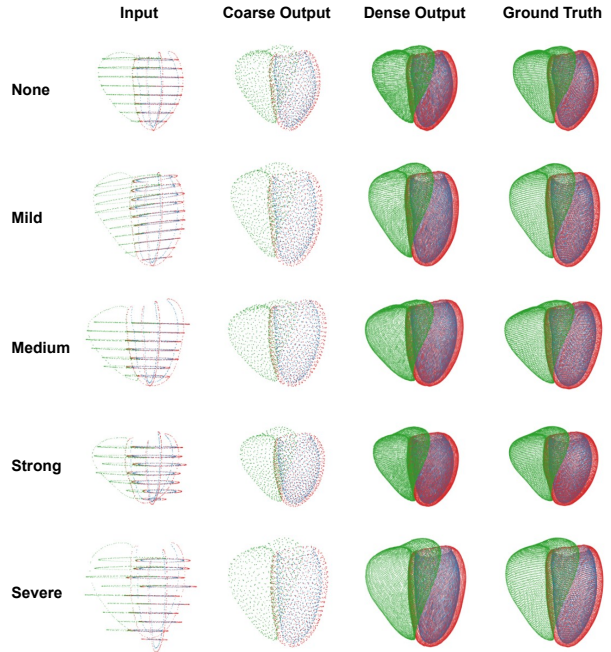 Input Coarse Output Dense Output Ground Truth
None
Mild
Medium
Strong
Severe